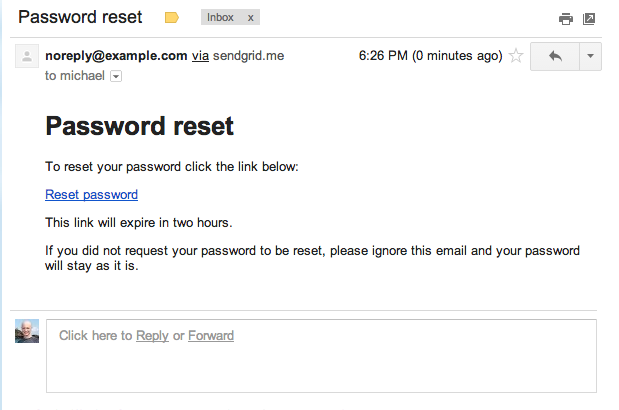 Password reset
Inbox x
noreply@example.com via sendgrid.me
6:26 PM (0 minutes ago)
to michael
Password reset
To reset your password click the link below:
Reset password
This link will expire in two hours.
If you did not request your password to be reset, please ignore this email and your password
will stay as it is.
Click here to Reply or Forward